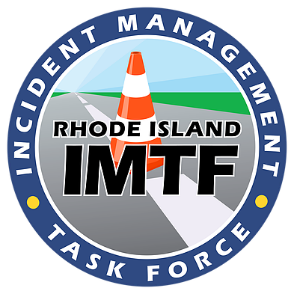 INCIDENT MANAGEMENT
RHODE ISLAND
IMTF
TASK FORCE